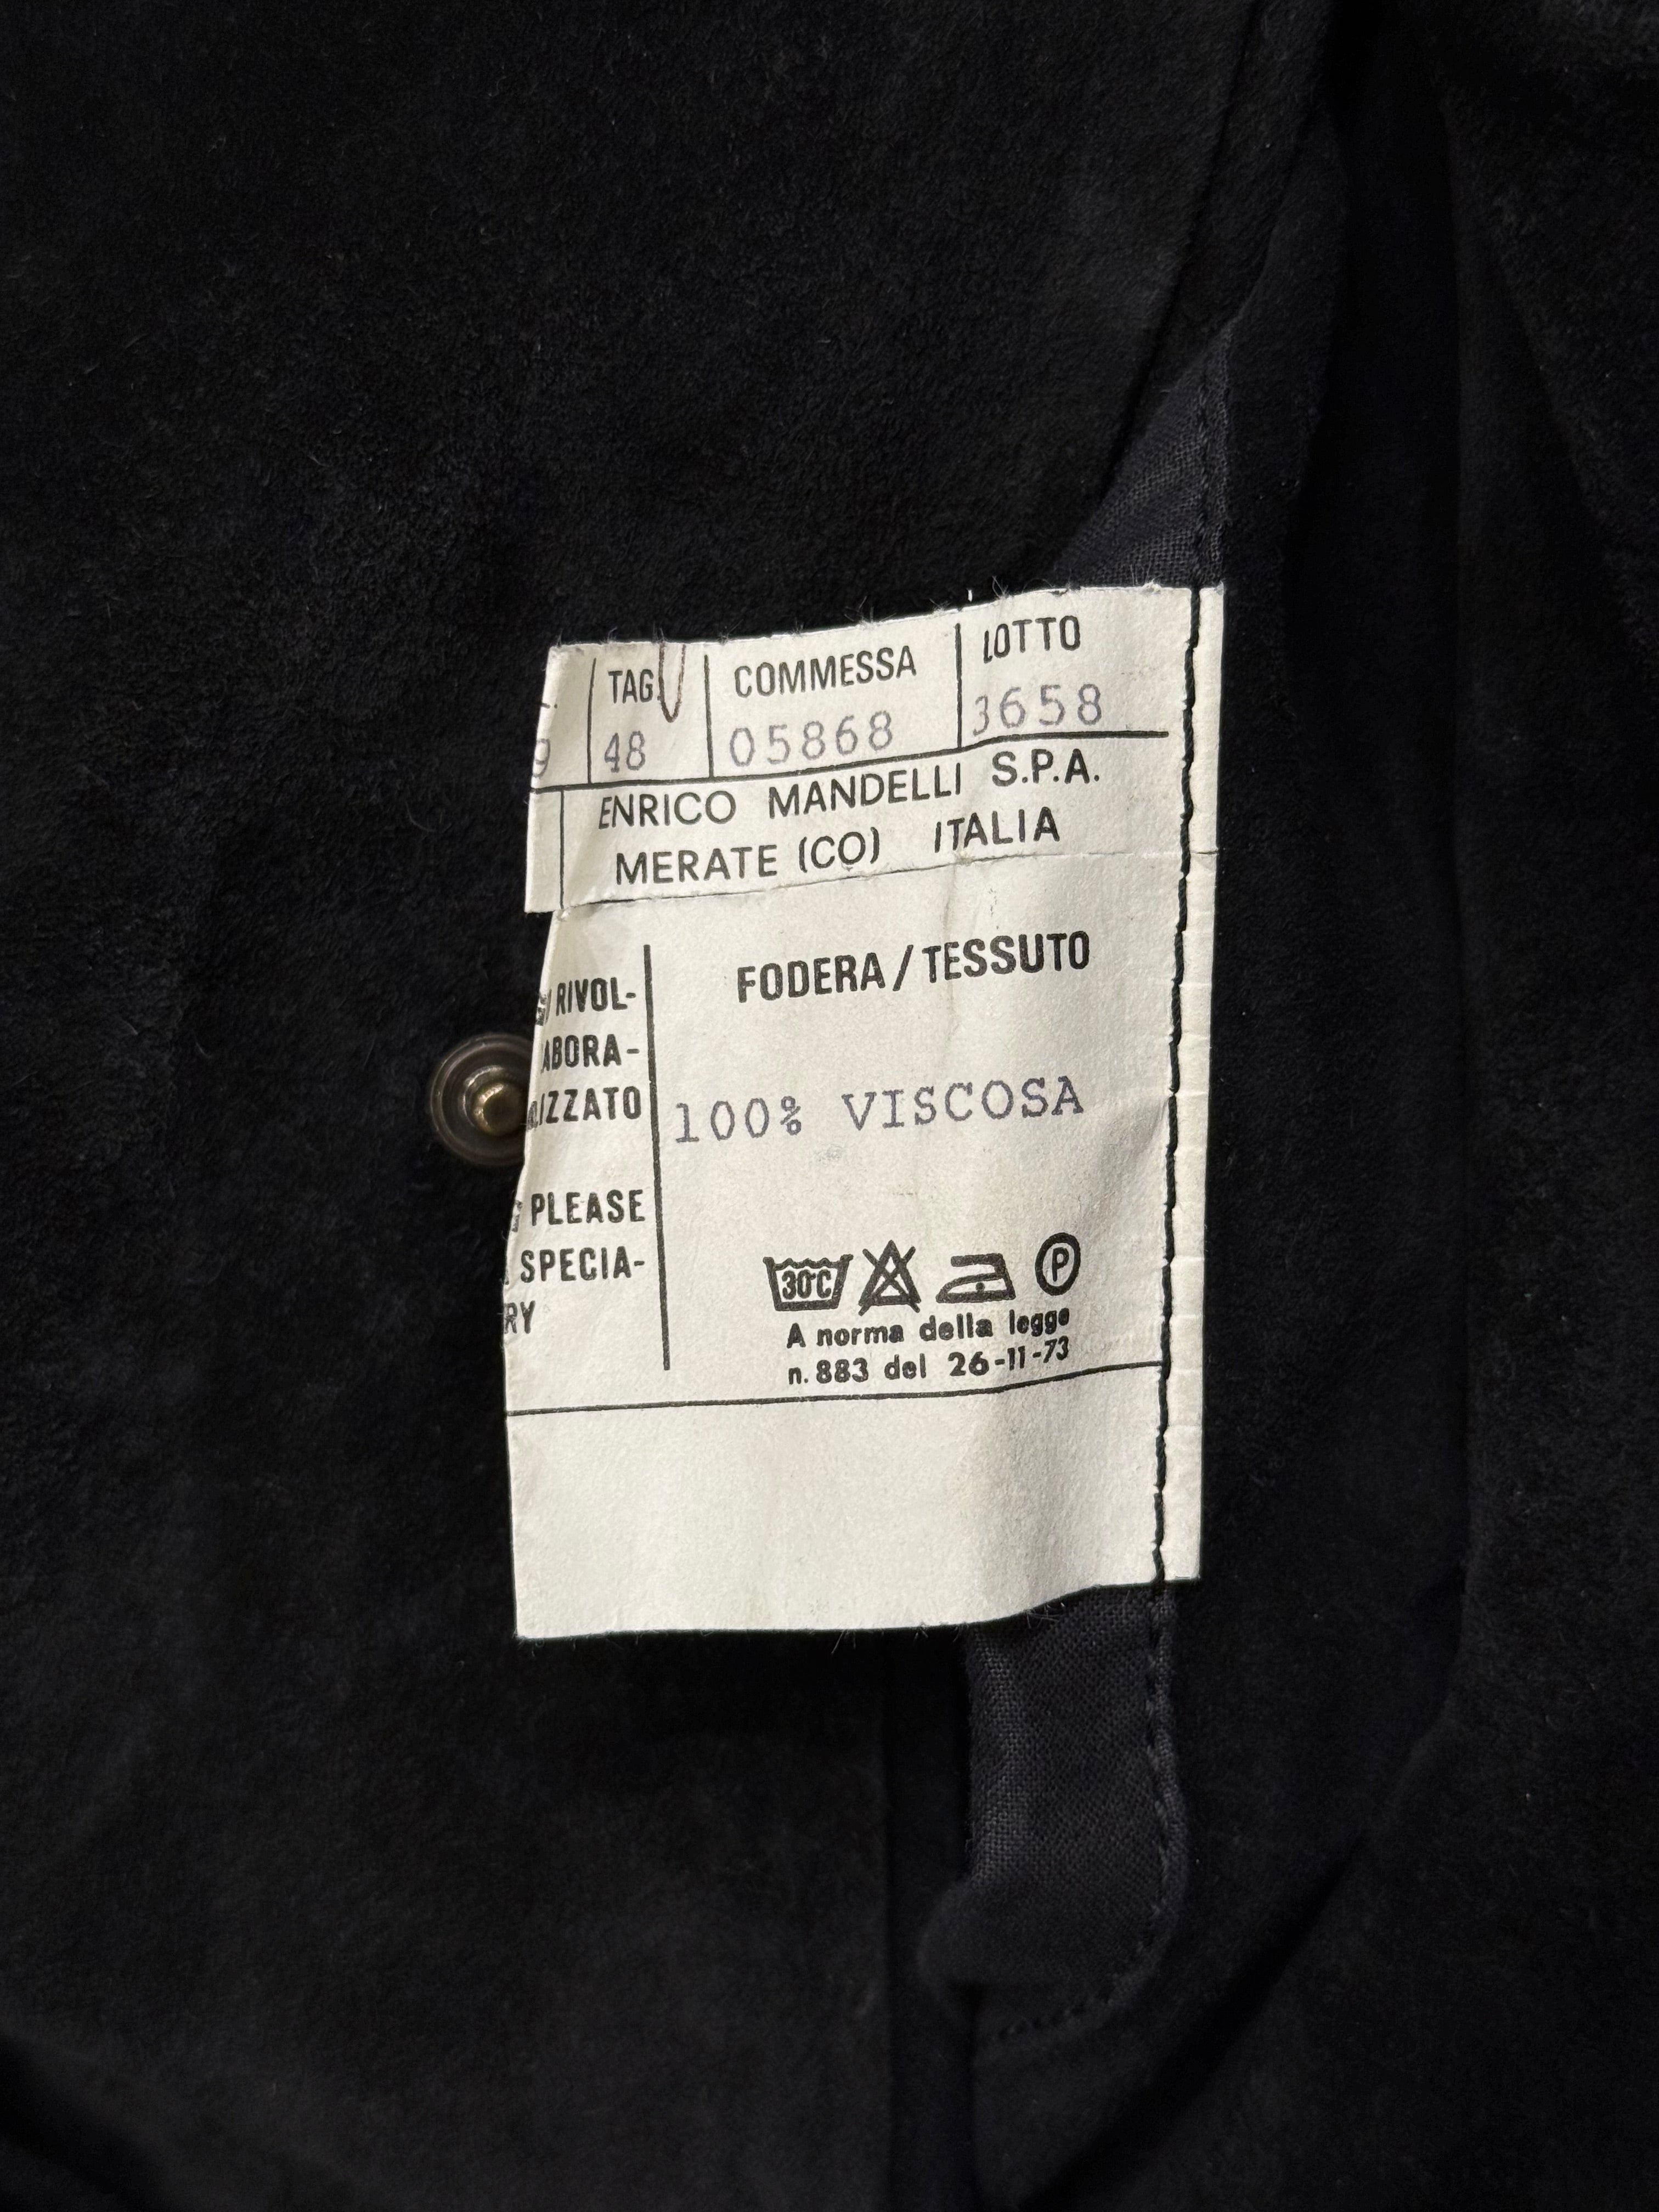 TAG. COMMESSA LOTTO
9 48 05868 3658
ENRICO MANDELLI S.P.A.
MERATE (CO) ITALIA
FODERA/TESSUTO
RIVOL-
ABORA-
IZZATO
100% VISCOSA
PLEASE
SPECIA-
RY
30°C P
A norma della legge
n. 883 del 26-11-73